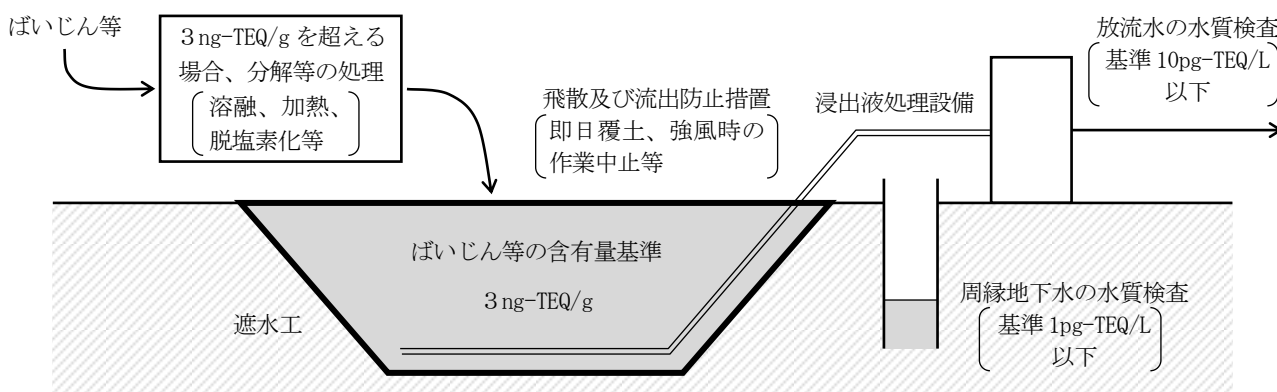 ばいじん等
3ng-TEQ/g を超える
場合、分解等の処理
溶融、加熱、
脱塩素化等
飛散及び流出防止措置
即日覆土、強風時の
作業中止等
浸出液処理設備
放流水の水質検査
基準 10pg-TEQ/L
以下
ばいじん等の含有量基準
3ng-TEQ/g
遮水工
周縁地下水の水質検査
基準 1pg-TEQ/L
以下